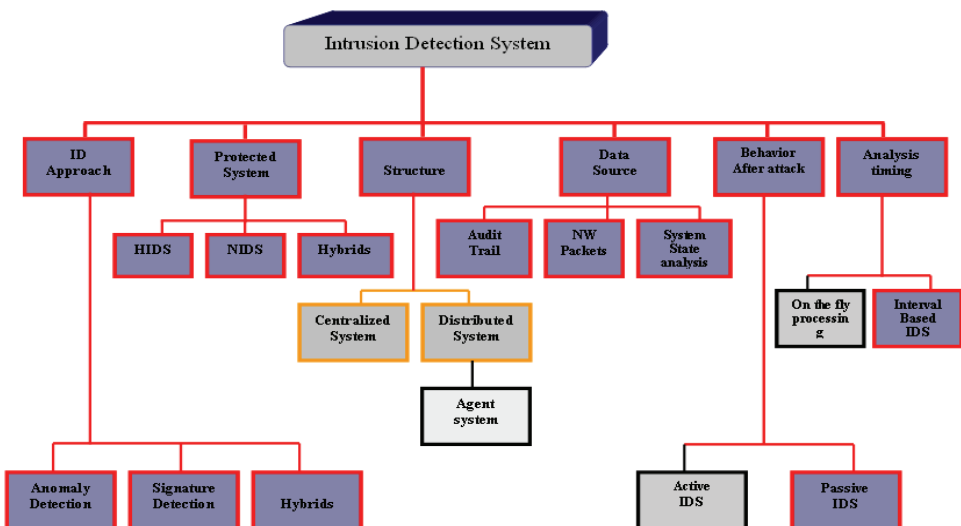 Intrusion Detection System
ID
Approach
Protected
System
Structure
Data
Source
Behavior
After attack
Analysis
timing
HIDS
NIDS
Hybrids
Audit
Trail
NW
Packets
System
State
analysis
Centralized
System
Distributed
System
On the fly
processin
g
Interval
Based
IDS
Agent
system
Anomaly
Detection
Signature
Detection
Hybrids
Active
IDS
Passive
IDS